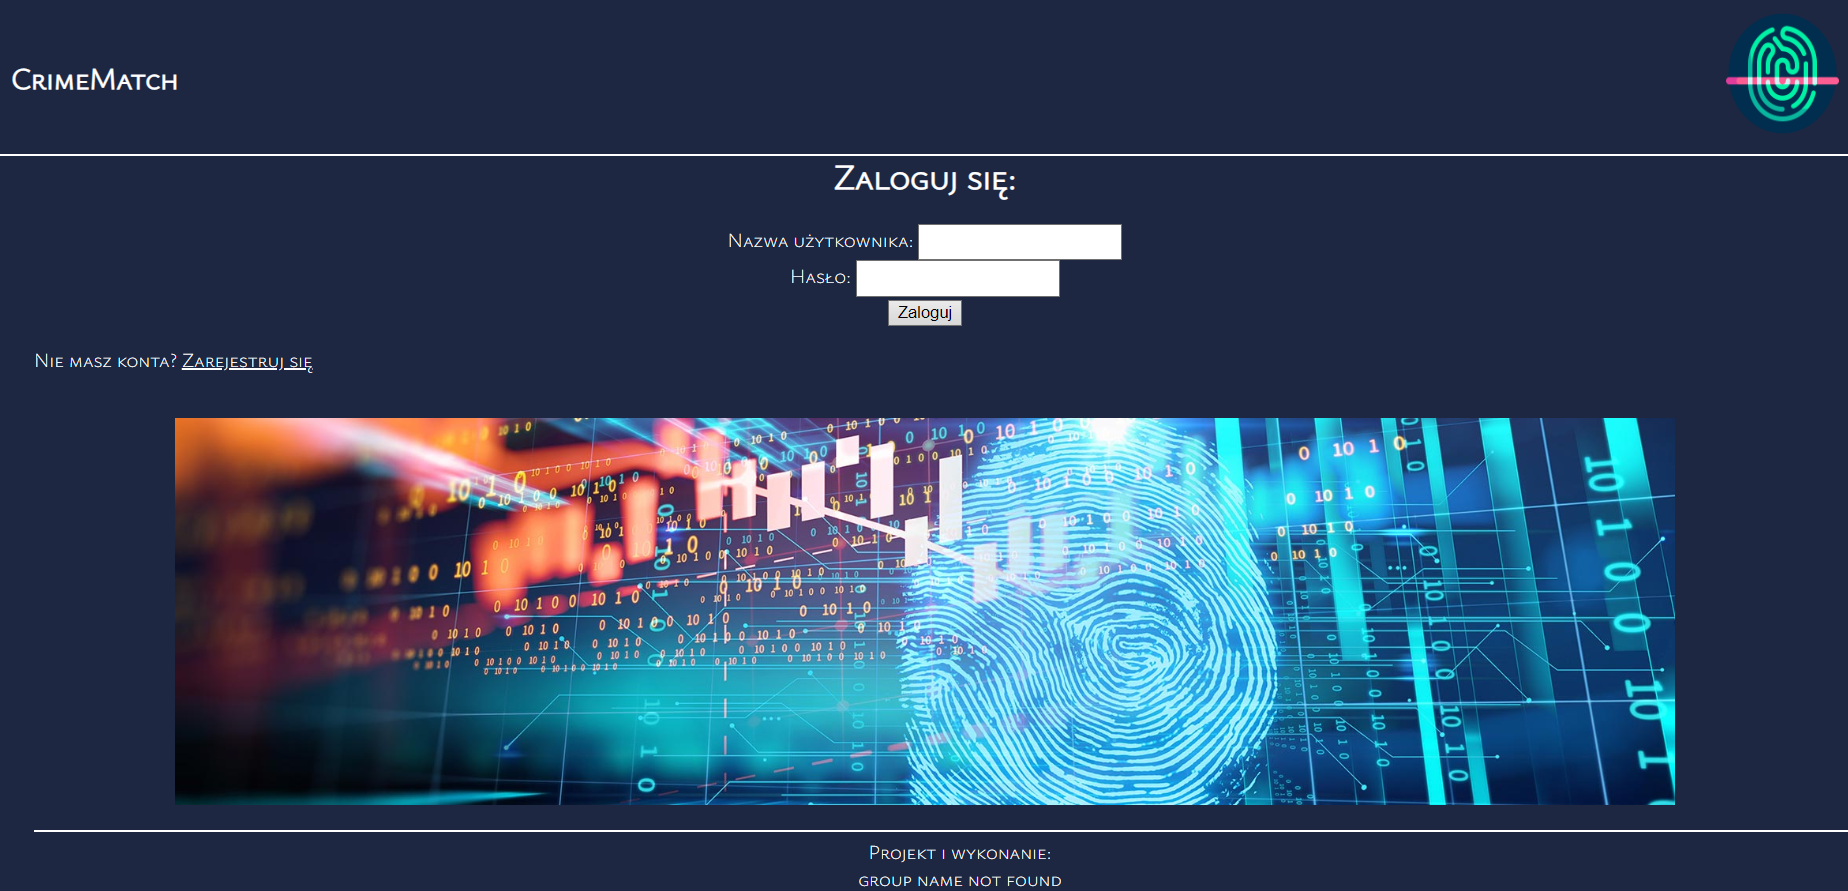 CrimeMatch
Zaloguj się:
Nazwa użytkownika:
Hasło:
Zaloguj
Nie masz konta? Zarejestruj się
Projekt i wykonanie:
group name not found